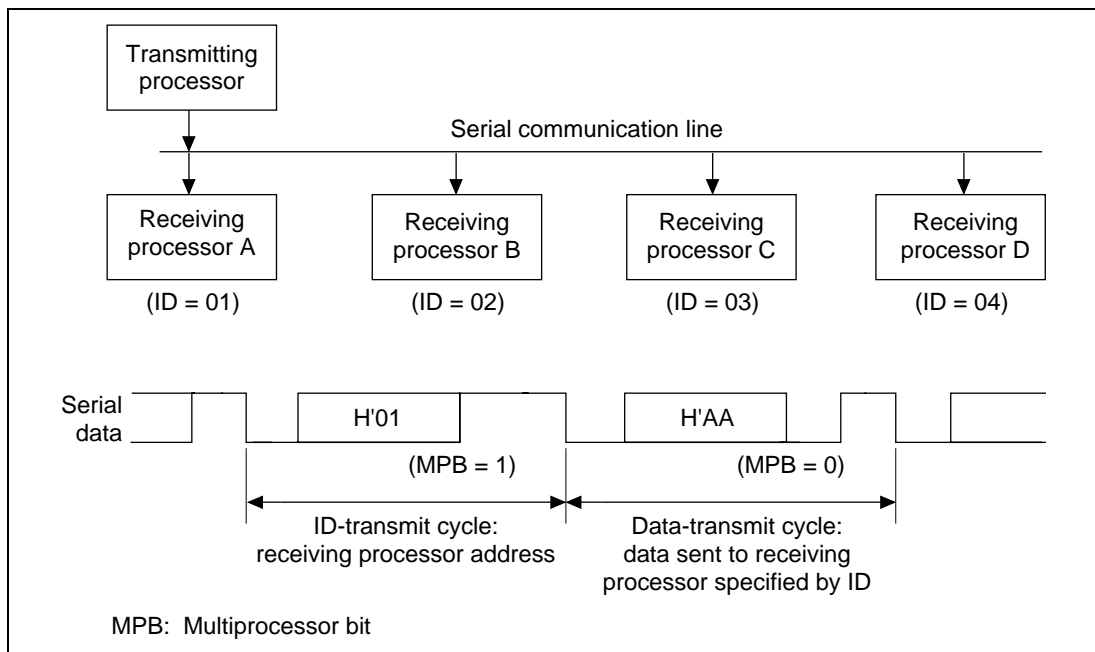 Transmitting
processor
Serial communication line
Receiving
processor A
Receiving
processor B
Receiving
processor C
Receiving
processor D
(ID = 01)
(ID = 02)
(ID = 03)
(ID = 04)
Serial
data
H'01
H'AA
(MPB = 1)
(MPB = 0)
ID-transmit cycle:
receiving processor address
Data-transmit cycle:
data sent to receiving
processor specified by ID
MPB: Multiprocessor bit